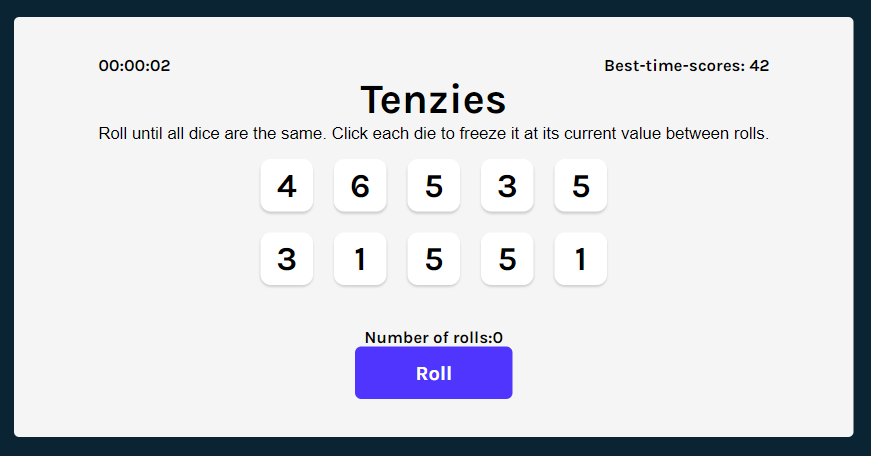 00:00:02 Best-time-scores: 42
Tenzies
Roll until all dice are the same. Click each die to freeze it at its current value between rolls.
4 6 5 3 5
3 1 5 5 1
Number of rolls:0
Roll